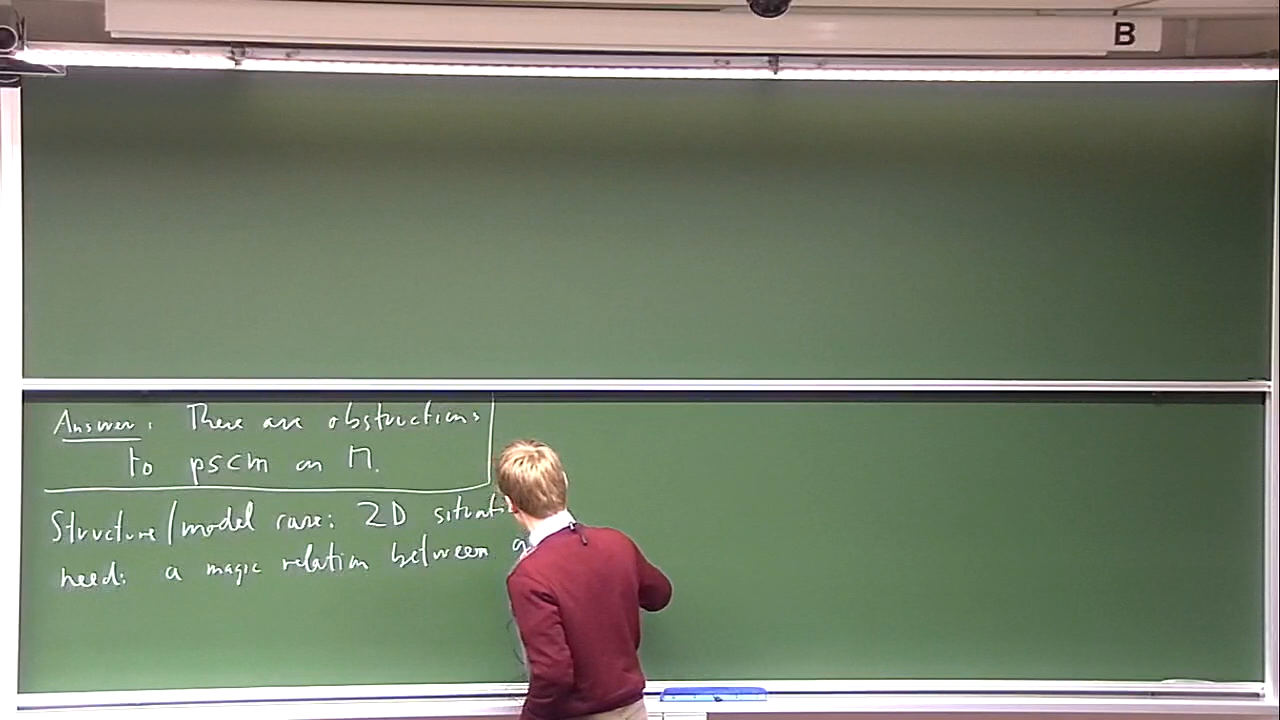 B
Answer: There are obstructions
to pscm on M.
Structure/model case: 2D situati
need: a magic relation between g